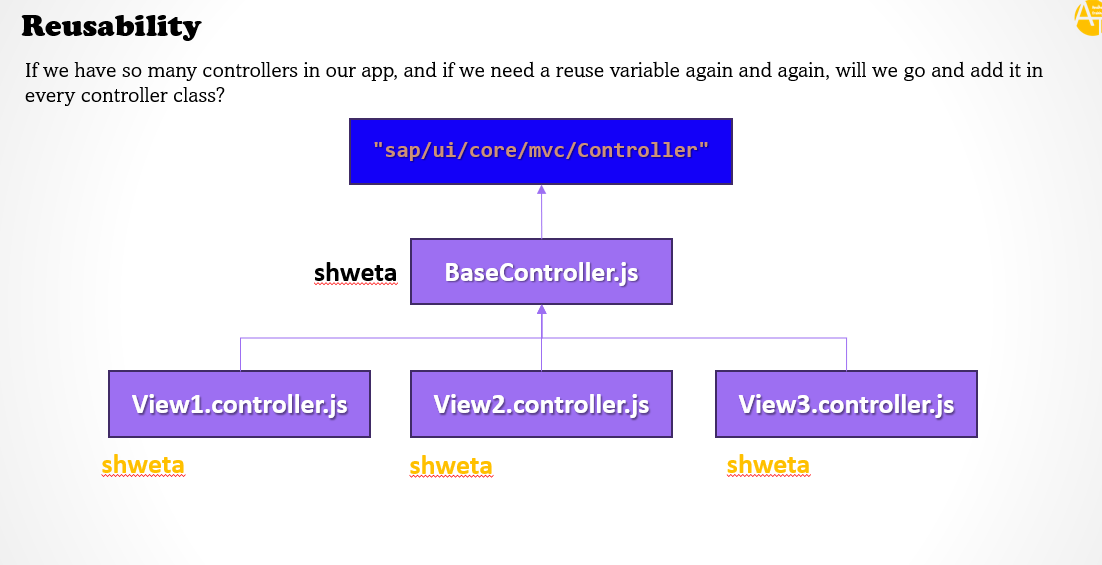 Reusability
If we have so many controllers in our app, and if we need a reuse variable again and again, will we go and add it in
every controller class?
"sap/ui/core/mvc/Controller"
shweta
BaseController.js
View1.controller.js
View2.controller.js
View3.controller.js
shweta
shweta
shweta